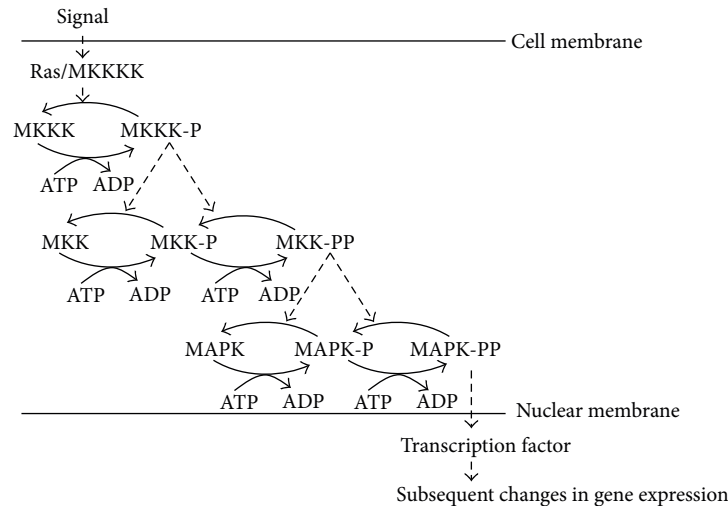 Signal
Cell membrane
Ras/MKKKK
MKKK MKKK-P
ATP ADP
MKK MKK-P MKK-PP
ATP ADP ATP ADP
MAPK MAPK-P MAPK-PP
ATP ADP ATP ADP
Nuclear membrane
Transcription factor
Subsequent changes in gene expression